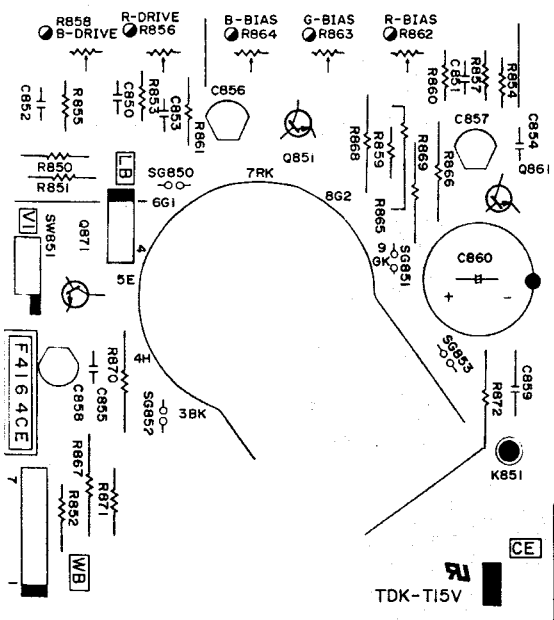 R858
B-DRIVE
R-DRIVE
R856
B-BIAS
R864
G-BIAS
R863
R-BIAS
R862
C852
R855
C850
R853
C853
R861
C856
Q851
R868
R859
R865
R869
R860
C851
R857
R854
C857
C854
Q861
R866
R850
R851
LB
SG850
7RK
8G2
6G1
VI
SW851
Q871
4
5E
9
GK
SG851
C860
+
-
F4164CE
C858
C855
R870
4H
SG852
3BK
SG853
R872
C859
K851
7
1
R867
R852
R871
WB
CE
UR
TDK-T15V